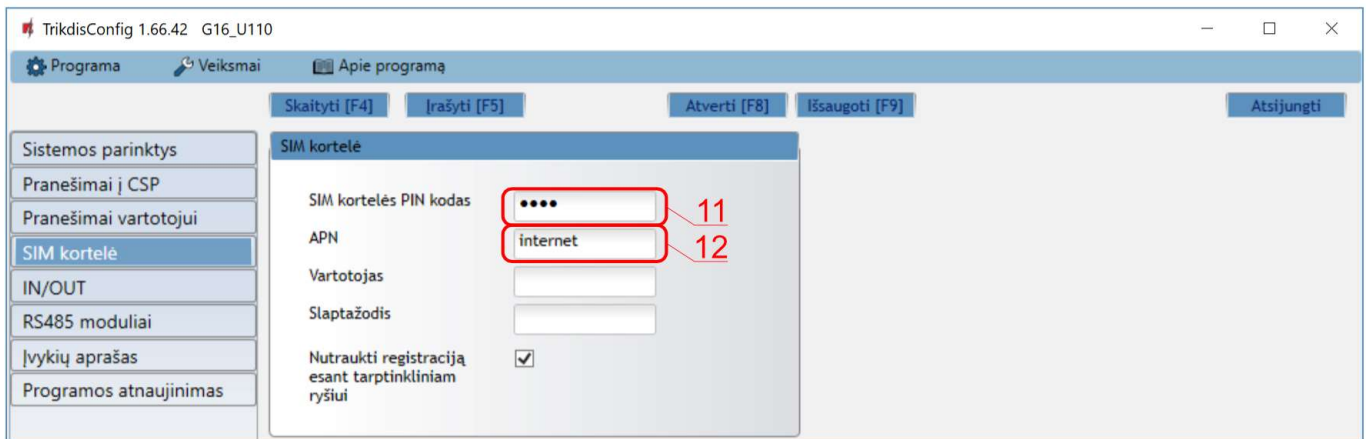 TrikdisConfig 1.66.42 G16_U110
Programa Veiksmai Apie programą
Skaityti [F4] Įrašyti [F5] Atverti [F8] Išsaugoti [F9] Atsijungti
Sistemos parinktys
Pranešimai į CSP
Pranešimai vartotojui
SIM kortelė
IN/OUT
RS485 moduliai
Įvykių aprašas
Programos atnaujinimas
SIM kortelė
SIM kortelės PIN kodas •••• 11
APN internet 12
Vartotojas
Slaptažodis
Nutraukti registraciją
esant tarptinkliniam
ryšiui